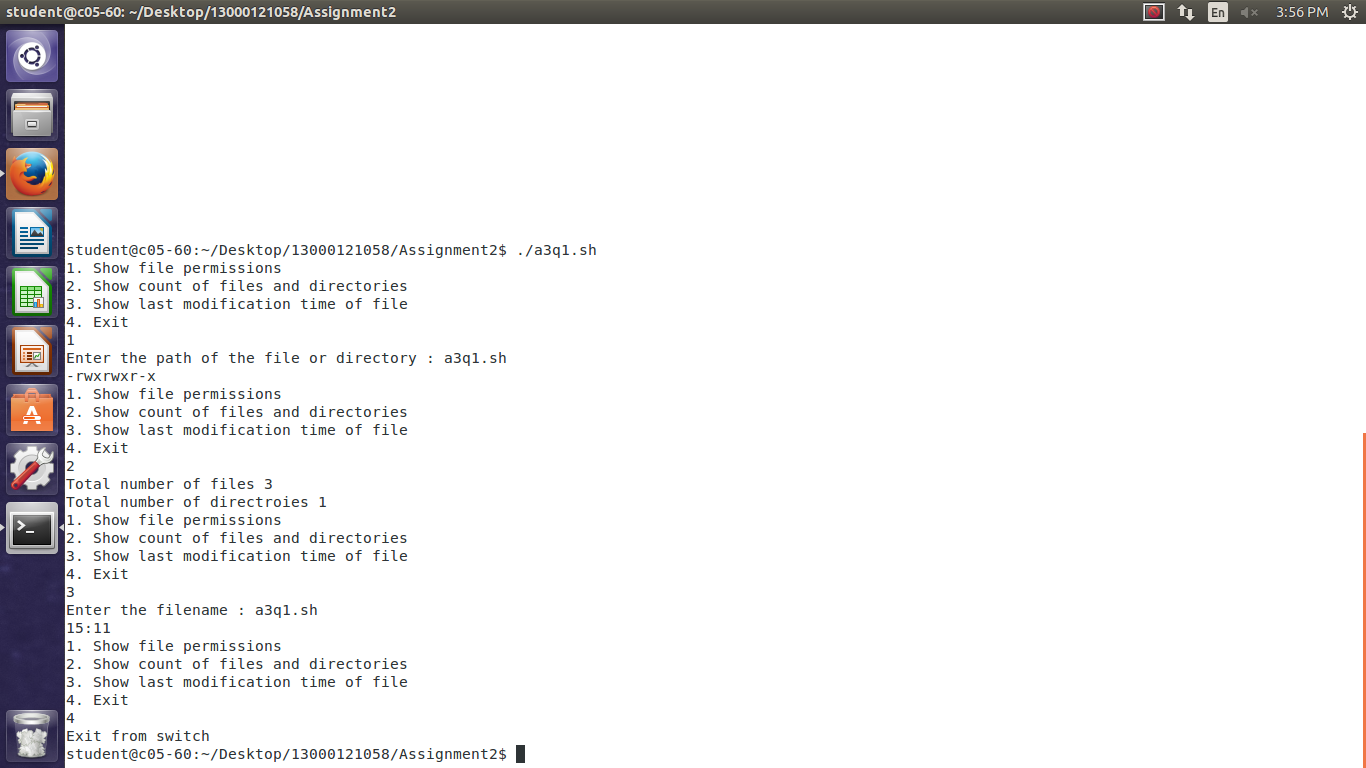 student@c05-60: ~/Desktop/13000121058/Assignment2
En
3:56 PM
student@c05-60:~/Desktop/13000121058/Assignment2$ ./a3q1.sh
1. Show file permissions
2. Show count of files and directories
3. Show last modification time of file
4. Exit
1
Enter the path of the file or directory : a3q1.sh
-rwxrwxr-x
1. Show file permissions
2. Show count of files and directories
3. Show last modification time of file
4. Exit
2
Total number of files 3
Total number of directroies 1
1. Show file permissions
2. Show count of files and directories
3. Show last modification time of file
4. Exit
3
Enter the filename : a3q1.sh
15:11
1. Show file permissions
2. Show count of files and directories
3. Show last modification time of file
4. Exit
4
Exit from switch
student@c05-60:~/Desktop/13000121058/Assignment2$